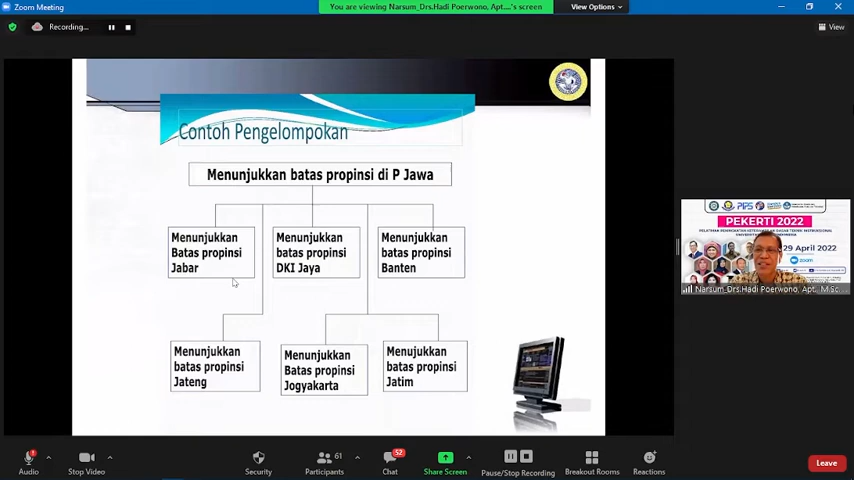 Zoom Meeting
You are viewing Narsum_Drs.Hadi Poerwono, Apt....'s screen
View Options
Recording...
View
Contoh Pengelompokan
Menunjukkan batas propinsi di P Jawa
Menunjukkan
Batas propinsi
Jabar
Menunjukkan
batas propinsi
DKI Jaya
Menunjukkan
batas propinsi
Banten
Menunjukkan
batas propinsi
Jateng
Menunjukkan
Batas propinsi
Jogyakarta
Menujukkan
batas propinsi
Jatim
PIPS
PEKERTI 2022
29 April 2022
zoom
Narsum_Drs.Hadi Poerwono, Apt., M.Sc...
Audio
Stop Video
Security
61
Participants
52
Chat
Share Screen
Pause/Stop Recording
Breakout Rooms
Reactions
Leave